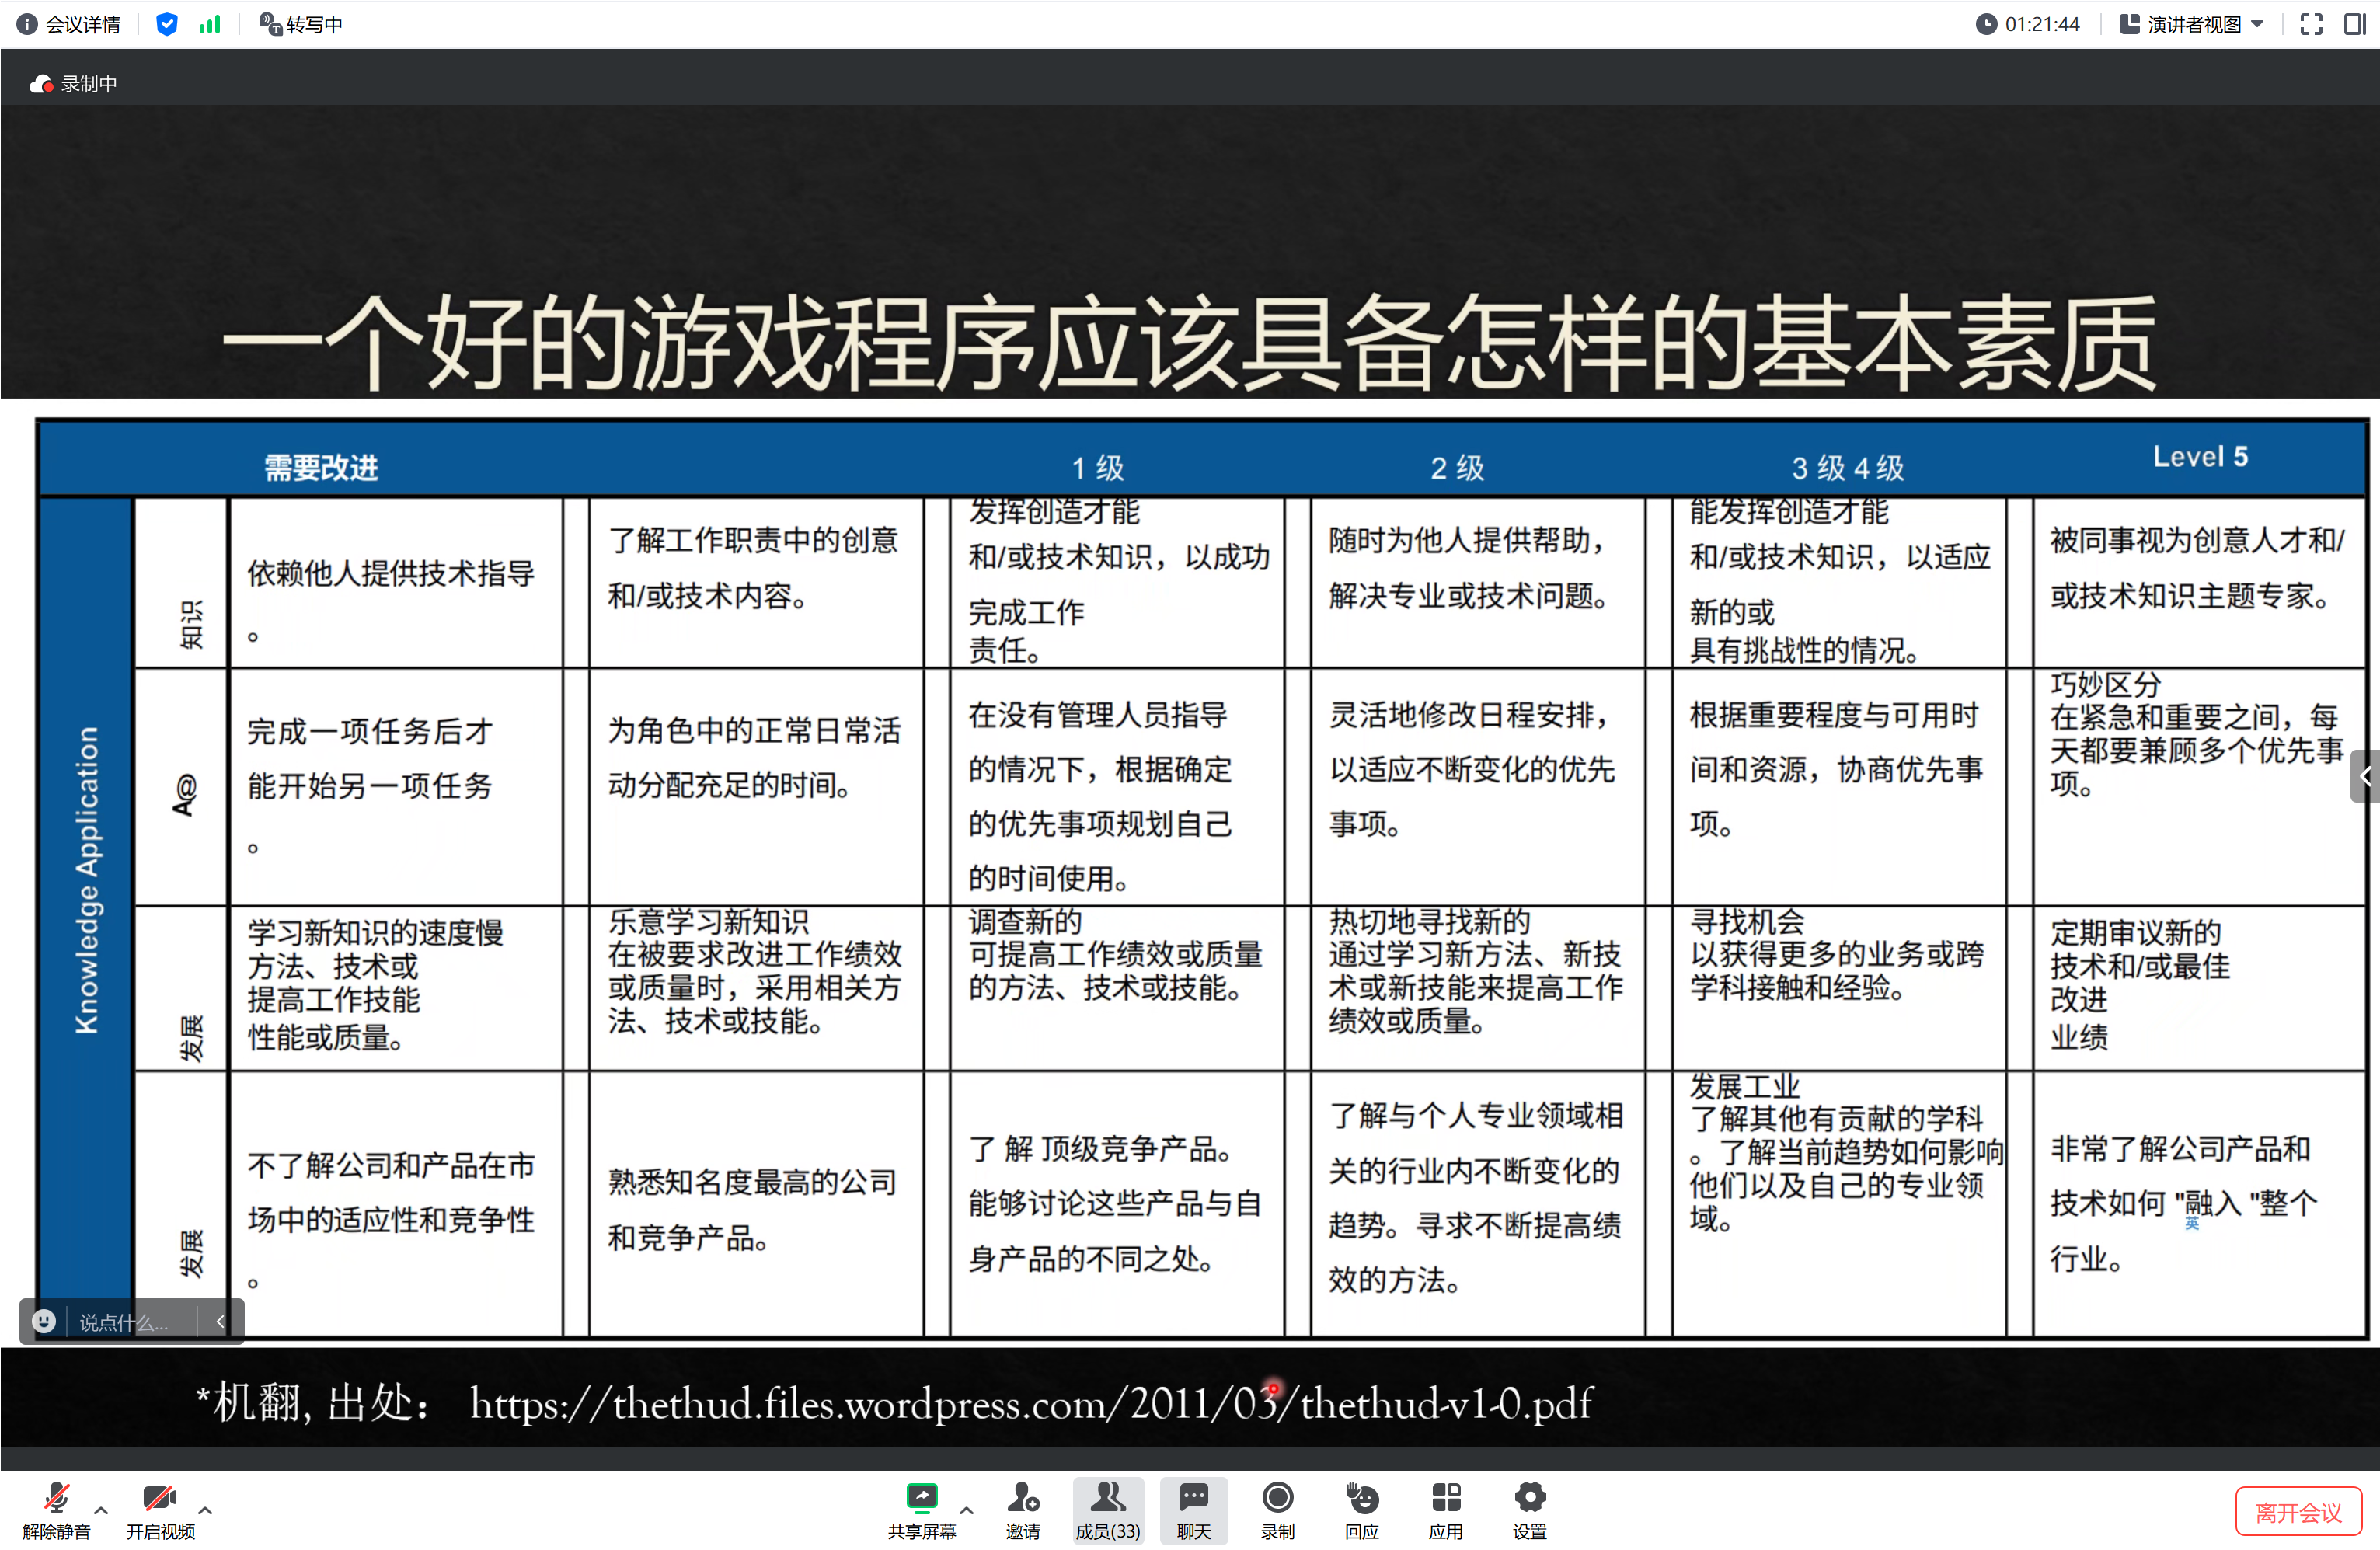 会议详情
转写中
01:21:44
演讲者视图
录制中
一个好的游戏程序应该具备怎样的基本素质
需要改进
1 级
2 级
3 级 4 级
Level 5
Knowledge Application
知识
依赖他人提供技术指导
。
了解工作职责中的创意
和/或技术内容。
发挥创造才能
和/或技术知识，以成功
完成工作
责任。
随时为他人提供帮助，
解决专业或技术问题。
能发挥创造才能
和/或技术知识，以适应
新的或
具有挑战性的情况。
被同事视为创意人才和/
或技术知识主题专家。
A@
完成一项任务后才
能开始另一项任务
。
为角色中的正常日常活
动分配充足的时间。
在没有管理人员指导
的情况下，根据确定
的优先事项规划自己
的时间使用。
灵活地修改日程安排，
以适应不断变化的优先
事项。
根据重要程度与可用时
间和资源，协商优先事
项。
巧妙区分
在紧急和重要之间，每
天都要兼顾多个优先事
项。
发展
学习新知识的速度慢
方法、技术或
提高工作技能
性能或质量。
乐意学习新知识
在被要求改进工作绩效
或质量时，采用相关方
法、技术或技能。
调查新的
可提高工作绩效或质量
的方法、技术或技能。
热切地寻找新的
通过学习新方法、新技
术或新技能来提高工作
绩效或质量。
寻找机会
以获得更多的业务或跨
学科接触和经验。
定期审议新的
技术和/或最佳
改进
业绩
发展
不了解公司和产品在市
场中的适应性和竞争性
。
熟悉知名度最高的公司
和竞争产品。
了 解 顶级竞争产品。
能够讨论这些产品与自
身产品的不同之处。
了解与个人专业领域相
关的行业内不断变化的
趋势。寻求不断提高绩
效的方法。
发展工业
了解其他有贡献的学科
。了解当前趋势如何影响
他们以及自己的专业领
域。
非常了解公司产品和
技术如何 "融入 "整个
英
行业。
说点什么...
*机翻, 出处： https://thethud.files.wordpress.com/2011/03/thethud-v1-0.pdf
解除静音
开启视频
共享屏幕
邀请
成员(33)
聊天
录制
回应
应用
设置
离开会议